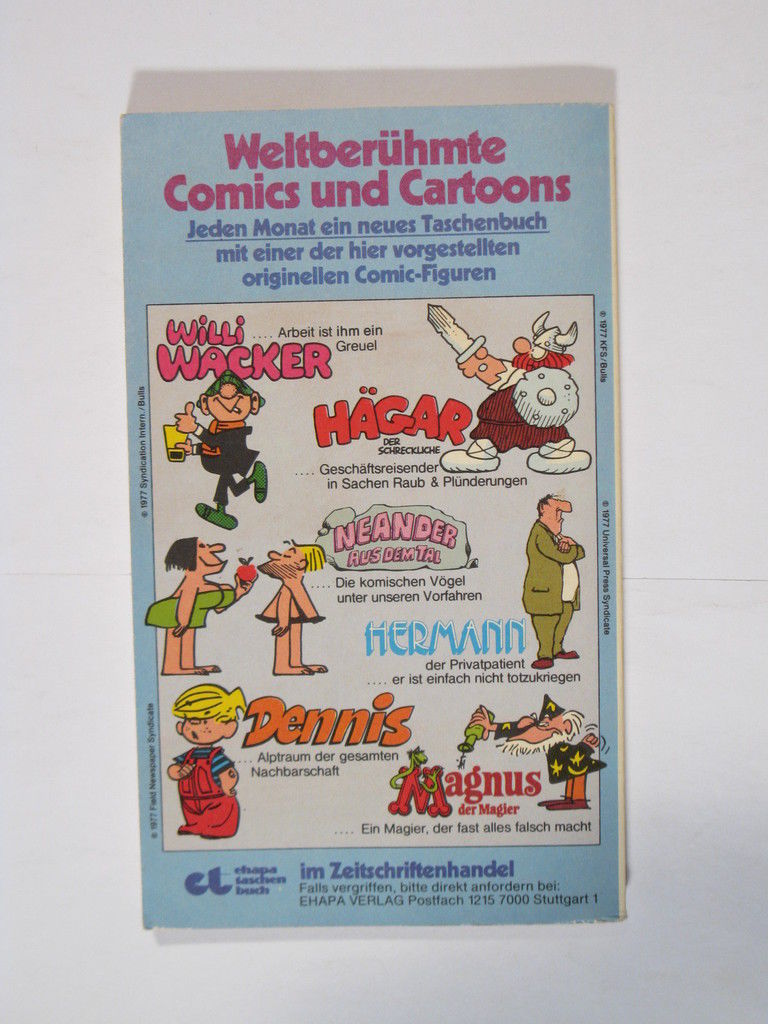 Weltberühmte
Comics und Cartoons
Jeden Monat ein neues Taschenbuch
mit einer der hier vorgestellten
originellen Comic-Figuren
WiLLi
WACKER
.... Arbeit ist ihm ein
Greuel
HÄGAR
DER
SCHRECKLICHE
.... Geschäftsreisender
in Sachen Raub & Plünderungen
NEANDER
AUS DEM TAL
.... Die komischen Vögel
unter unseren Vorfahren
HERMANN
der Privatpatient
.... er ist einfach nicht totzukriegen
Dennis
.... Alptraum der gesamten
Nachbarschaft
Magnus
der Magier
.... Ein Magier, der fast alles falsch macht
© 1977 Syndication Intern./Bulls
© 1977 Field Newspaper Syndicate
© 1977 KFS/Bulls
© 1977 Universal Press Syndicate
et ehapa
taschen
buch
im Zeitschriftenhandel
Falls vergriffen, bitte direkt anfordern bei:
EHAPA VERLAG Postfach 1215 7000 Stuttgart 1